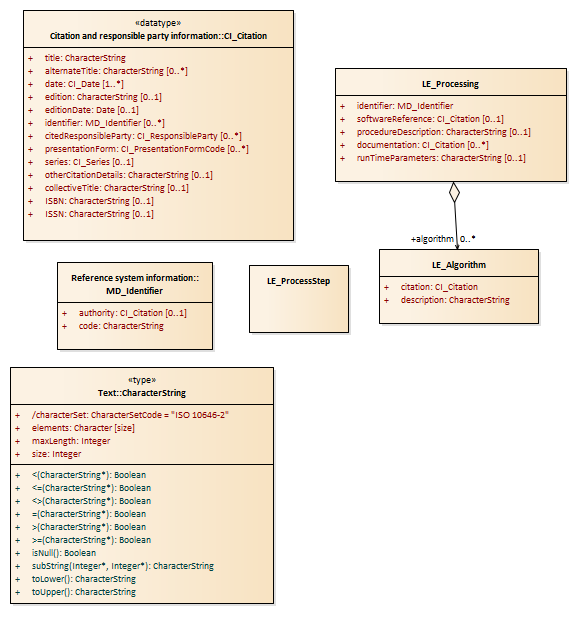 «datatype»
Citation and responsible party information::CI_Citation
+ title: CharacterString
+ alternateTitle: CharacterString [0..*]
+ date: CI_Date [1..*]
+ edition: CharacterString [0..1]
+ editionDate: Date [0..1]
+ identifier: MD_Identifier [0..*]
+ citedResponsibleParty: CI_ResponsibleParty [0..*]
+ presentationForm: CI_PresentationFormCode [0..*]
+ series: CI_Series [0..1]
+ otherCitationDetails: CharacterString [0..1]
+ collectiveTitle: CharacterString [0..1]
+ ISBN: CharacterString [0..1]
+ ISSN: CharacterString [0..1]
LE_Processing
+ identifier: MD_Identifier
+ softwareReference: CI_Citation [0..1]
+ procedureDescription: CharacterString [0..1]
+ documentation: CI_Citation [0..*]
+ runTimeParameters: CharacterString [0..1]
+algorithm 0..*
LE_Algorithm
+ citation: CI_Citation
+ description: CharacterString
Reference system information::
MD_Identifier
+ authority: CI_Citation [0..1]
+ code: CharacterString
LE_ProcessStep
«type»
Text::CharacterString
+ /characterSet: CharacterSetCode = "ISO 10646-2"
+ elements: Character [size]
+ maxLength: Integer
+ size: Integer
+ <(CharacterString*): Boolean
+ <=(CharacterString*): Boolean
+ <>(CharacterString*): Boolean
+ =(CharacterString*): Boolean
+ >(CharacterString*): Boolean
+ >=(CharacterString*): Boolean
+ isNull(): Boolean
+ subString(Integer*, Integer*): CharacterString
+ toLower(): CharacterString
+ toUpper(): CharacterString